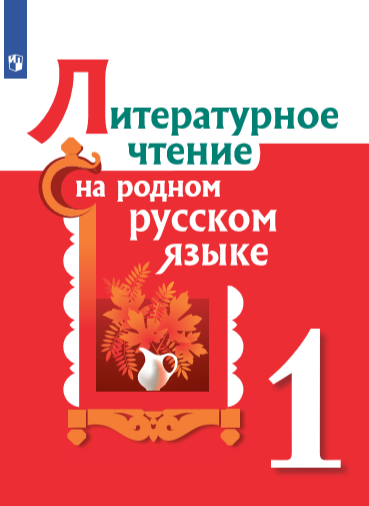 Литературное
чтение
на родном
русском
языке
1